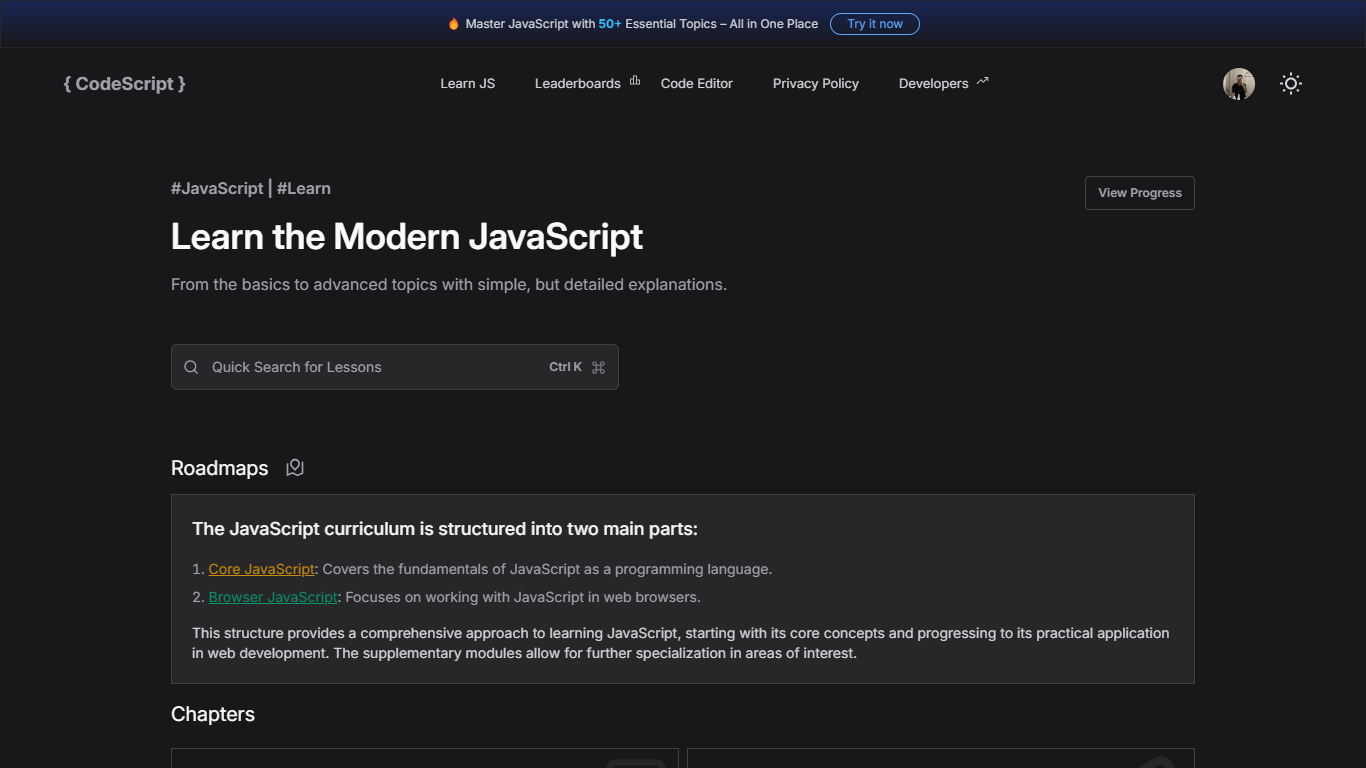 🔥 Master JavaScript with 50+ Essential Topics – All in One Place Try it now
{ CodeScript } Learn JS Leaderboards Code Editor Privacy Policy Developers
#JavaScript | #Learn
View Progress
Learn the Modern JavaScript
From the basics to advanced topics with simple, but detailed explanations.
Quick Search for Lessons Ctrl K ⌘
Roadmaps
The JavaScript curriculum is structured into two main parts:
1. Core JavaScript: Covers the fundamentals of JavaScript as a programming language.
2. Browser JavaScript: Focuses on working with JavaScript in web browsers.
This structure provides a comprehensive approach to learning JavaScript, starting with its core concepts and progressing to its practical application
in web development. The supplementary modules allow for further specialization in areas of interest.
Chapters